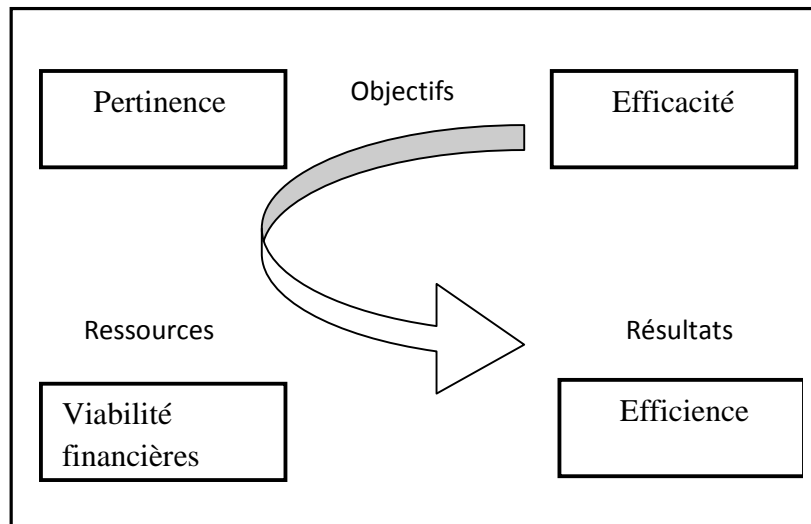 Pertinence
Objectifs
Efficacité
Ressources
Résultats
Viabilité
financières
Efficience